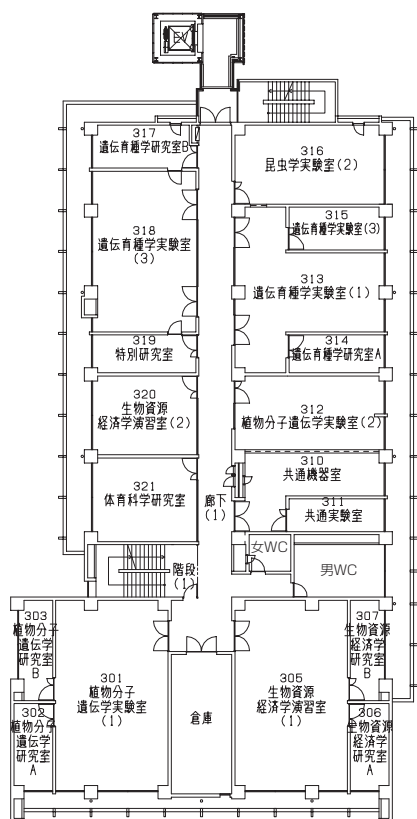 EV
317
遺伝育種学研究室B
316
昆虫学実験室(2)
318
遺伝育種学実験室
(3)
315
遺伝育種学実験室(3)
313
遺伝育種学実験室(1)
319
特別研究室
314
遺伝育種学研究室A
320
生物資源
経済学演習室(2)
312
植物分子遺伝学実験室(2)
310
共通機器室
321
体育科学研究室
廊下
(1)
311
共通実験室
階段
(1)
女WC
男WC
303
植物分子
遺伝学
研究室
B
301
植物分子
遺伝学実験室
(1)
302
植物分子
遺伝学
研究室
A
倉庫
305
生物資源
経済学演習室
(1)
307
生物資源
経済学
研究室
B
306
生物資源
経済学
研究室
A